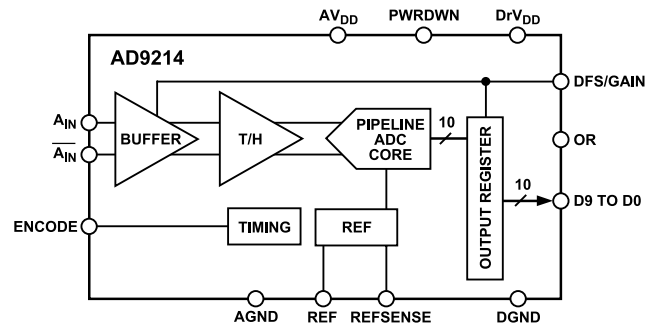 AVDD PWRDWN DrVDD
AD9214
DFS/GAIN
AIN
BUFFER
T/H
PIPELINE
ADC
CORE
10
OR
AIN
OUTPUT REGISTER
10
D9 TO D0
ENCODE
TIMING
REF
AGND REF REFSENSE DGND